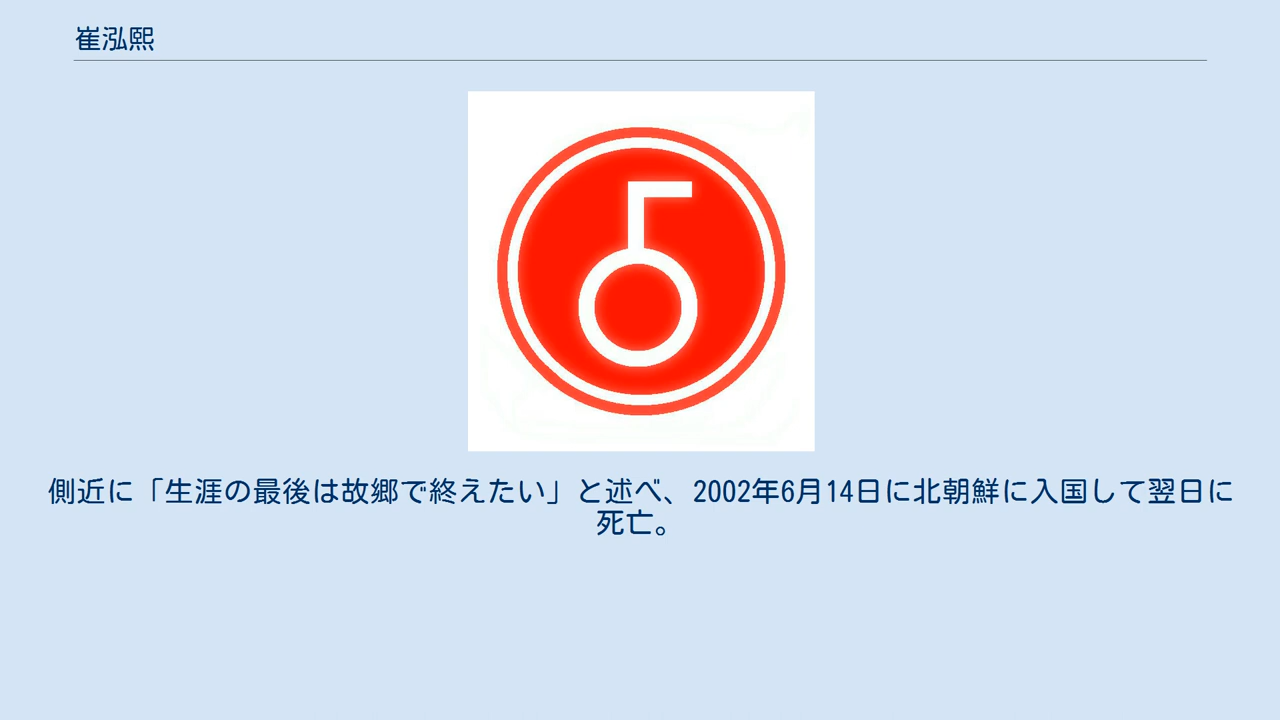 崔泓熙
側近に「生涯の最後は故郷で終えたい」と述べ、2002年6月14日に北朝鮮に入国して翌日に
死亡。